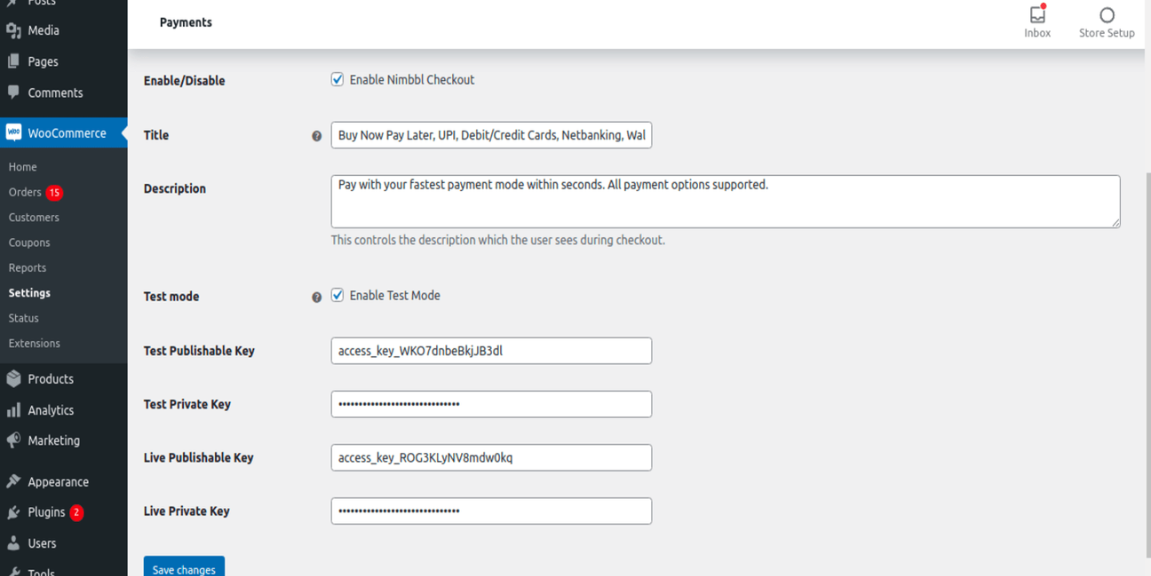 Posts
Media
Pages
Comments
WooCommerce
Home
Orders 15
Customers
Coupons
Reports
Settings
Status
Extensions
Products
Analytics
Marketing
Appearance
Plugins 2
Users
Tools
Payments
Inbox
Store Setup
Enable/Disable
Enable Nimbbl Checkout
Title
Buy Now Pay Later, UPI, Debit/Credit Cards, Netbanking, Wal
Description
Pay with your fastest payment mode within seconds. All payment options supported.
This controls the description which the user sees during checkout.
Test mode
Enable Test Mode
Test Publishable Key
access_key_WKO7dnbeBkjJB3dl
Test Private Key
••••••••••••••••••••••••••••••
Live Publishable Key
access_key_ROG3KLyNV8mdw0kq
Live Private Key
••••••••••••••••••••••••••••••
Save changes